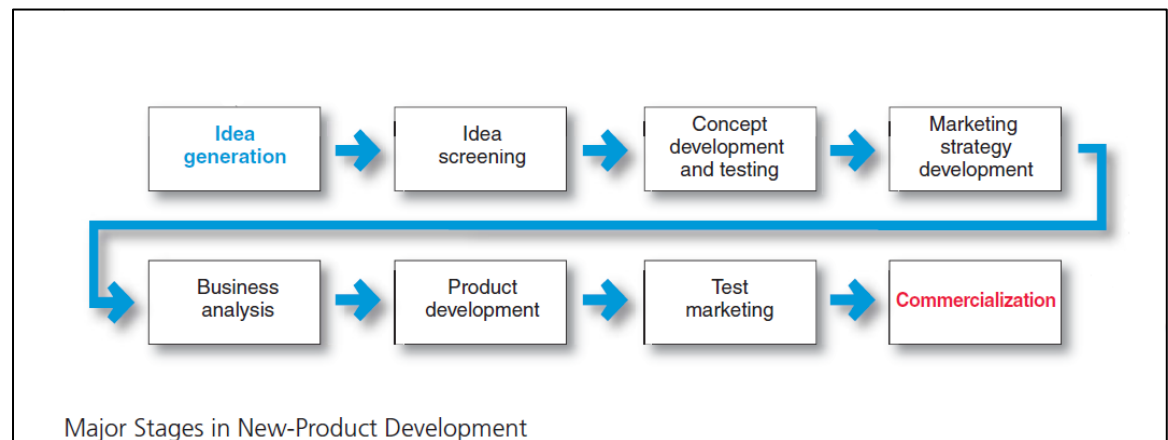 Idea
generation
Idea
screening
Concept
development
and testing
Marketing
strategy
development
Business
analysis
Product
development
Test
marketing
Commercialization
Major Stages in New-Product Development